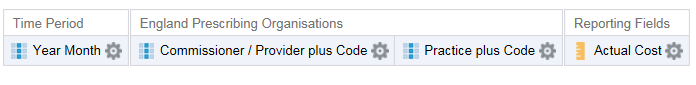 Time Period England Prescribing Organisations Reporting Fields
Year Month Commissioner / Provider plus Code Practice plus Code Actual Cost